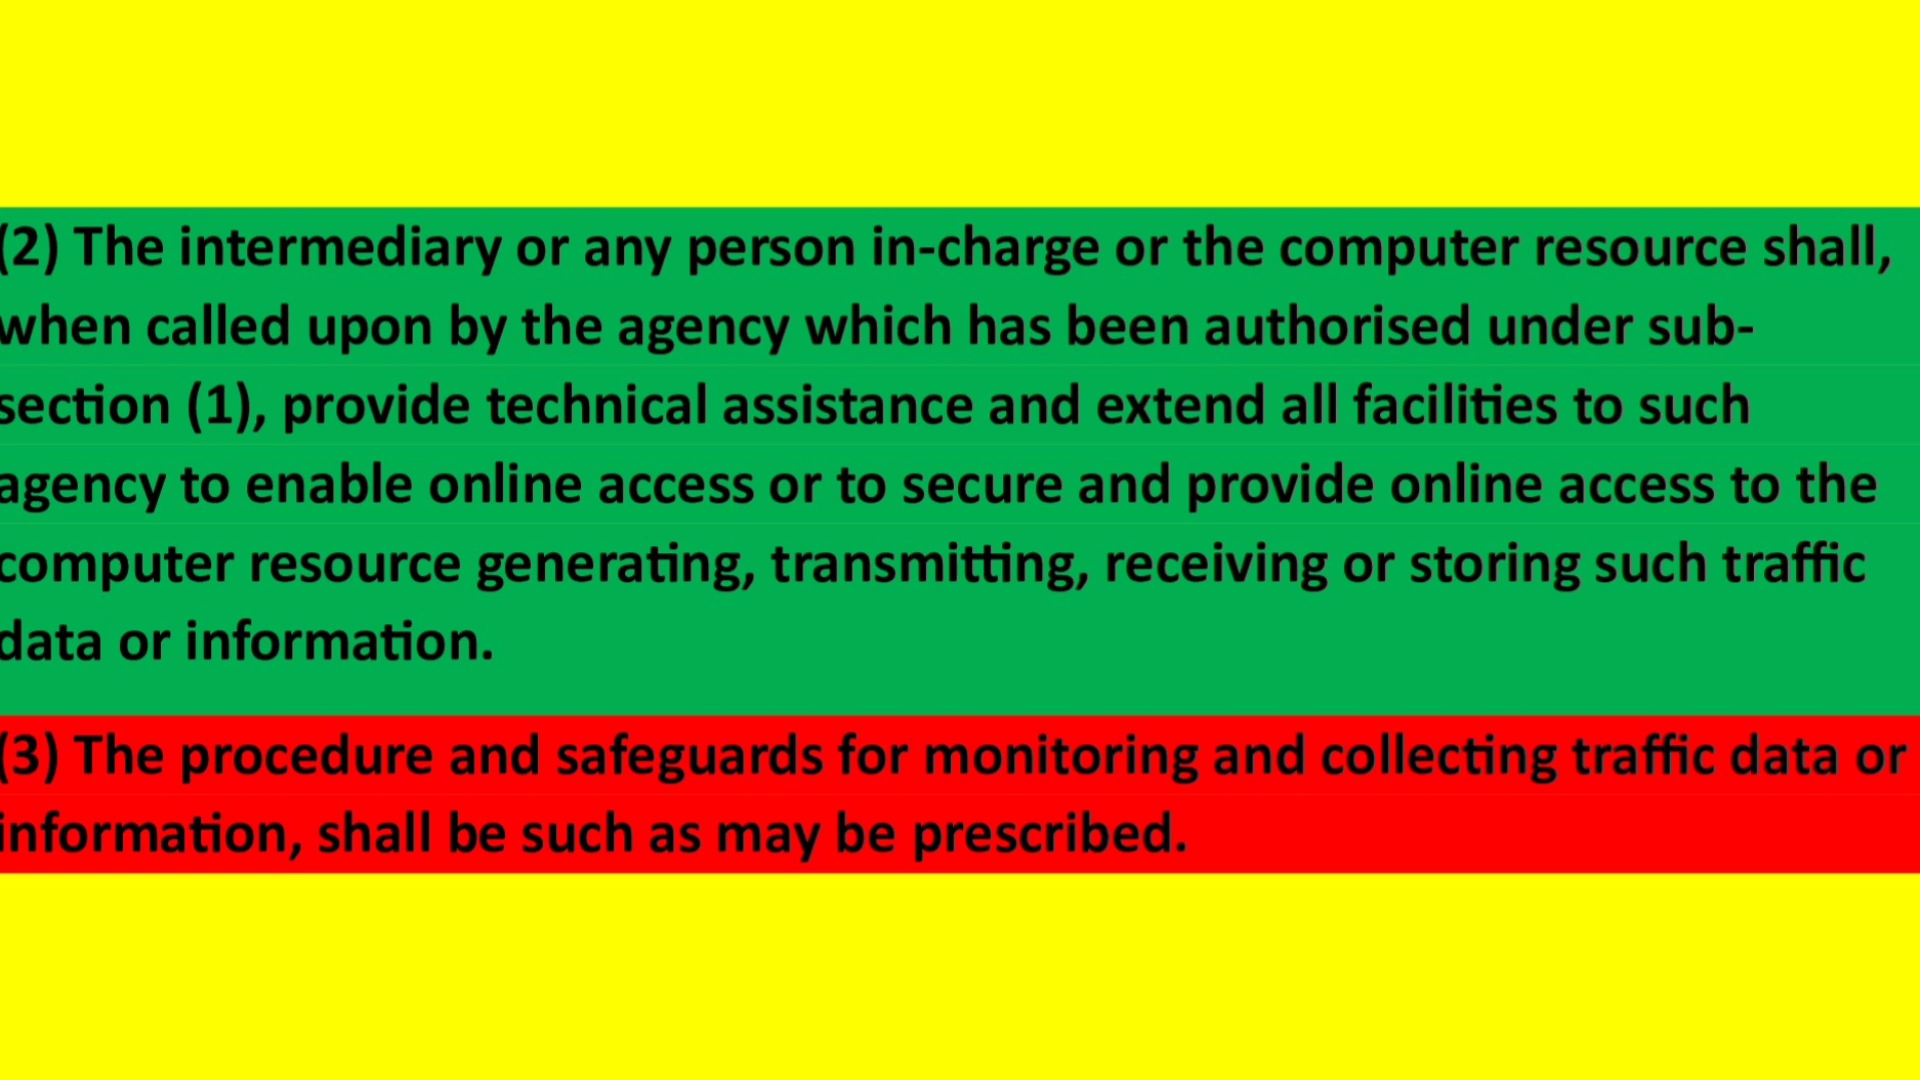 (2) The intermediary or any person in-charge or the computer resource shall,
when called upon by the agency which has been authorised under sub-
section (1), provide technical assistance and extend all facilities to such
agency to enable online access or to secure and provide online access to the
computer resource generating, transmitting, receiving or storing such traffic
data or information.
(3) The procedure and safeguards for monitoring and collecting traffic data or
information, shall be such as may be prescribed.